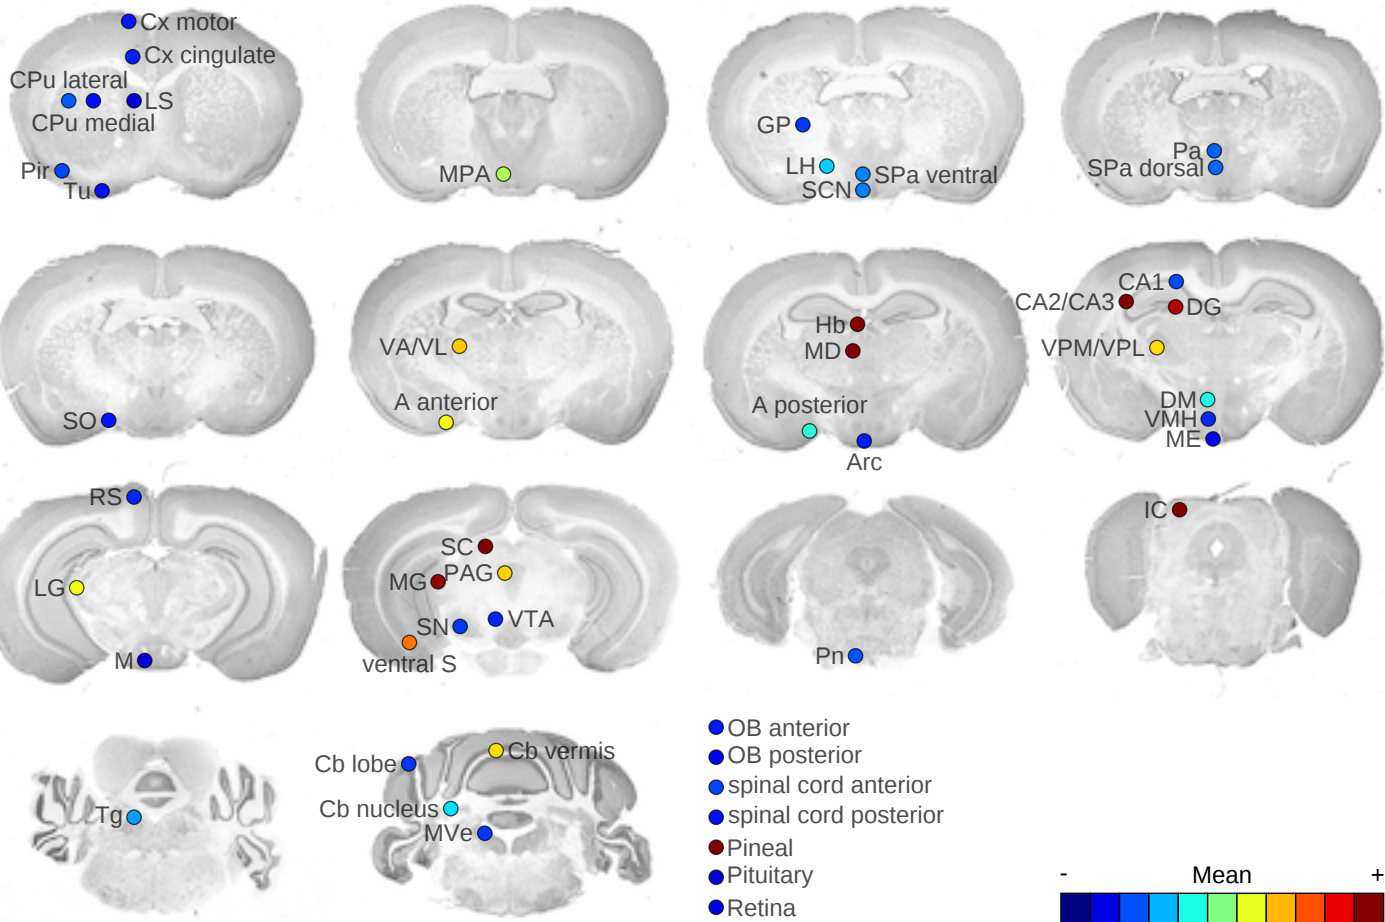 Cx motor
Cx cingulate
CPu lateral
LS
CPu medial
Pir
Tu
MPA
GP
LH
SPa ventral
SCN
Pa
SPa dorsal
SO
VA/VL
A anterior
Hb
MD
A posterior
Arc
CA1
CA2/CA3
DG
VPM/VPL
DM
VMH
ME
RS
LG
M
SC
MG
PAG
SN
VTA
ventral S
Pn
IC
Tg
Cb lobe
Cb vermis
Cb nucleus
MVe
OB anterior
OB posterior
spinal cord anterior
spinal cord posterior
Pineal
Pituitary
Retina
- Mean +